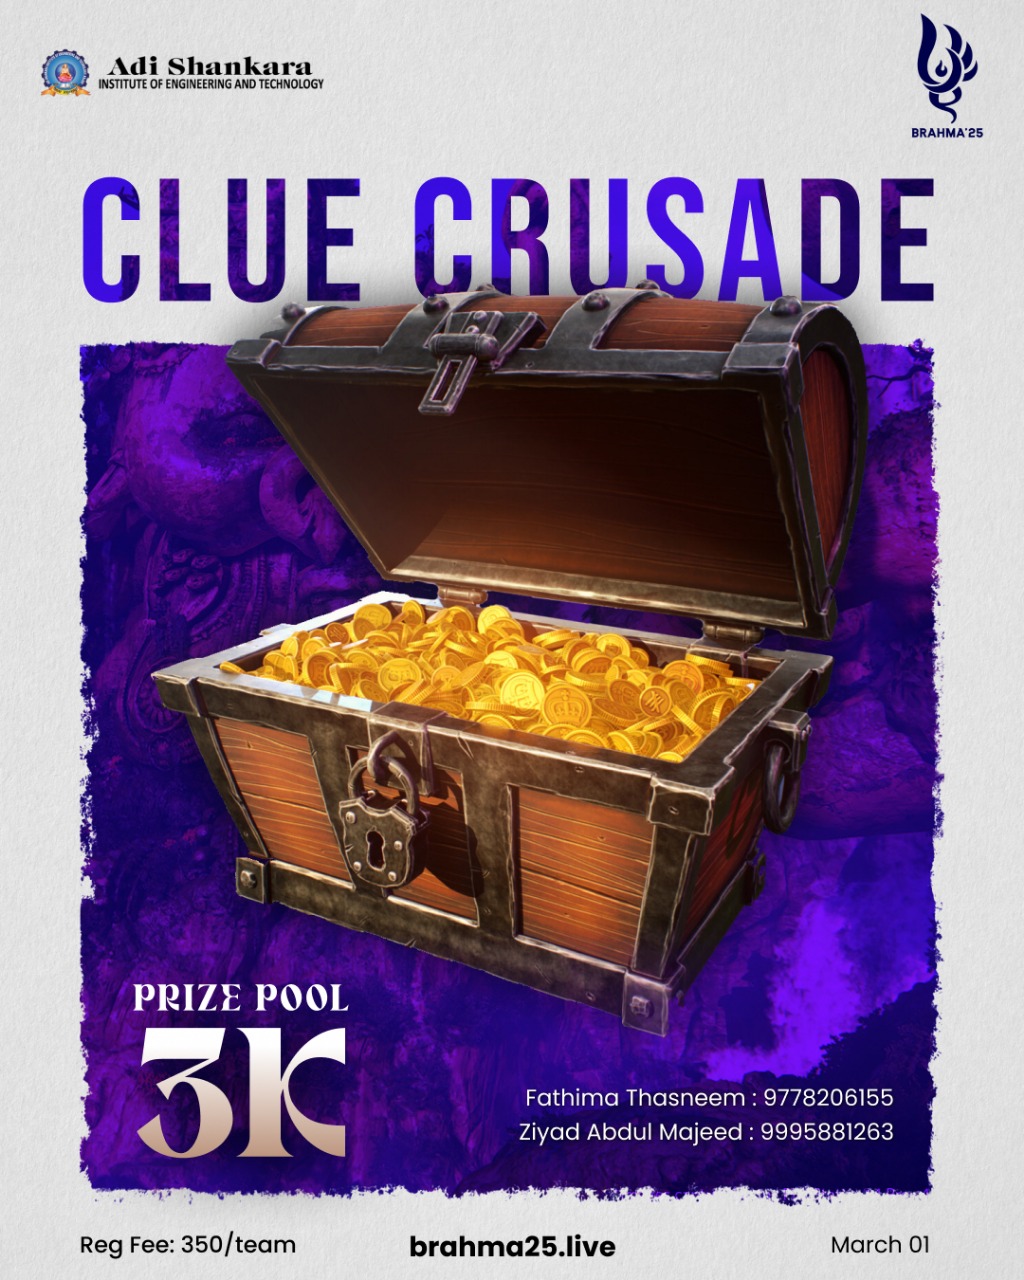 Adi Shankara
INSTITUTE OF ENGINEERING AND TECHNOLOGY
BRAHMA'25
CLUE CRUSADE
PRIZE POOL
3K
Fathima Thasneem : 9778206155
Ziyad Abdul Majeed : 9995881263
Reg Fee: 350/team
brahma25.live
March 01